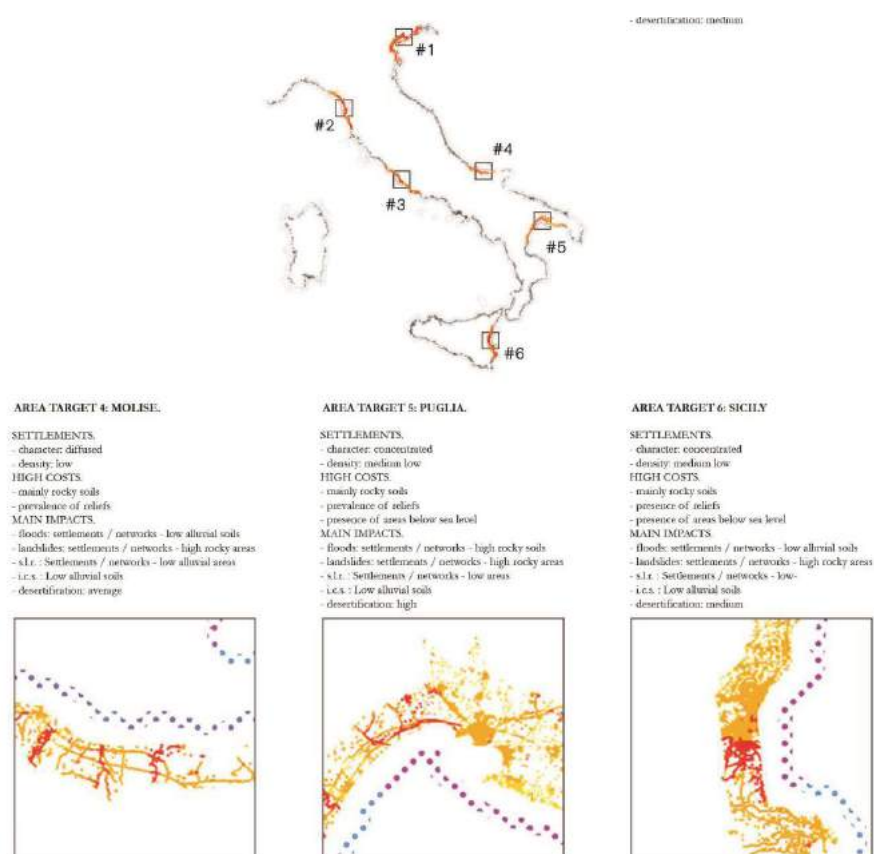 - desertification: medium
#1
#2
#4
#3
#5
#6
AREA TARGET 4: MOLISE.
SETTLEMENTS.
- character: diffused
- density: low
HIGH COSTS.
- mainly rocky soils
- prevalence of reliefs
MAIN IMPACTS.
- floods: settlements / networks - low alluvial soils
- landslides: settlements / networks - high rocky areas
- s.l.r. : Settlements / networks - low alluvial areas
- i.c.s. : Low alluvial soils
- desertification: average
AREA TARGET 5: PUGLIA.
SETTLEMENTS.
- character: concentrated
- density: medium low
HIGH COSTS.
- mainly rocky soils
- prevalence of reliefs
- presence of areas below sea level
MAIN IMPACTS.
- floods: settlements / networks - high rocky soils
- landslides: settlements / networks - high rocky areas
- s.l.r. : Settlements / networks - low areas
- i.c.s. : Low alluvial soils
- desertification: high
AREA TARGET 6: SICILY
SETTLEMENTS.
- character: concentrated
- density: medium low
HIGH COSTS.
- mainly rocky soils
- presence of reliefs
- presence of areas below sea level
MAIN IMPACTS.
- floods: settlements / networks - low alluvial soils
- landslides: settlements / networks - high rocky areas
- s.l.r. : Settlements / networks - low-
- i.c.s. : Low alluvial soils
- desertification: medium